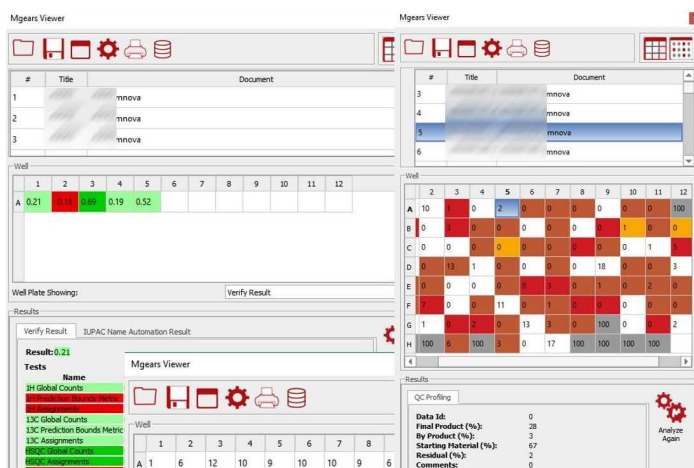 Mgears Viewer
# Title Document
1 mnova
2 mnova
3 mnova
Well
1 2 3 4 5 6 7 8 9 10 11 12
A 0.21 0.18 0.69 0.19 0.52
Well Plate Showing: Verify Result
Results
Verify Result IUPAC Name Automation Result
Result:0.21
Tests
Name
1H Global Counts
1H Prediction Bounds Metric
1H Assignments
13C Global Counts
13C Prediction Bounds Metric
13C Assignments
HSQC Global Counts
HSQC Assignments
Mgears Viewer
Well
1 2 3 4 5 6 7 8
A 1 6 12 10 9 10 10 9 6
Mgears Viewer
# Title Document
3 mnova
4 mnova
5 mnova
6 mnova
Well
2 3 4 5 6 7 8 9 10 11 12
A 10 1 0 2 0 0 0 0 0 0 100
B 0 3 0 0 0 0 0 0 1 0 0
C 0 0 0 0 0 0 0 0 0 1 5
D 0 13 1 0 0 0 0 18 0 0 3
E 0 0 0 0 3 0 1 0 2 0
F 7 0 0 11 0 1 0 0 0 0 0
G 1 0 2 0 13 3 0 100 0 0 2
H 100 6 100 3 0 17 100 100 100 100
Results
QC Profiling
Data Id: 0
Final Product (%): 28
By Product (%): 3
Starting Material (%): 67
Residual (%): 2
Comments: 0
Analyze
Again